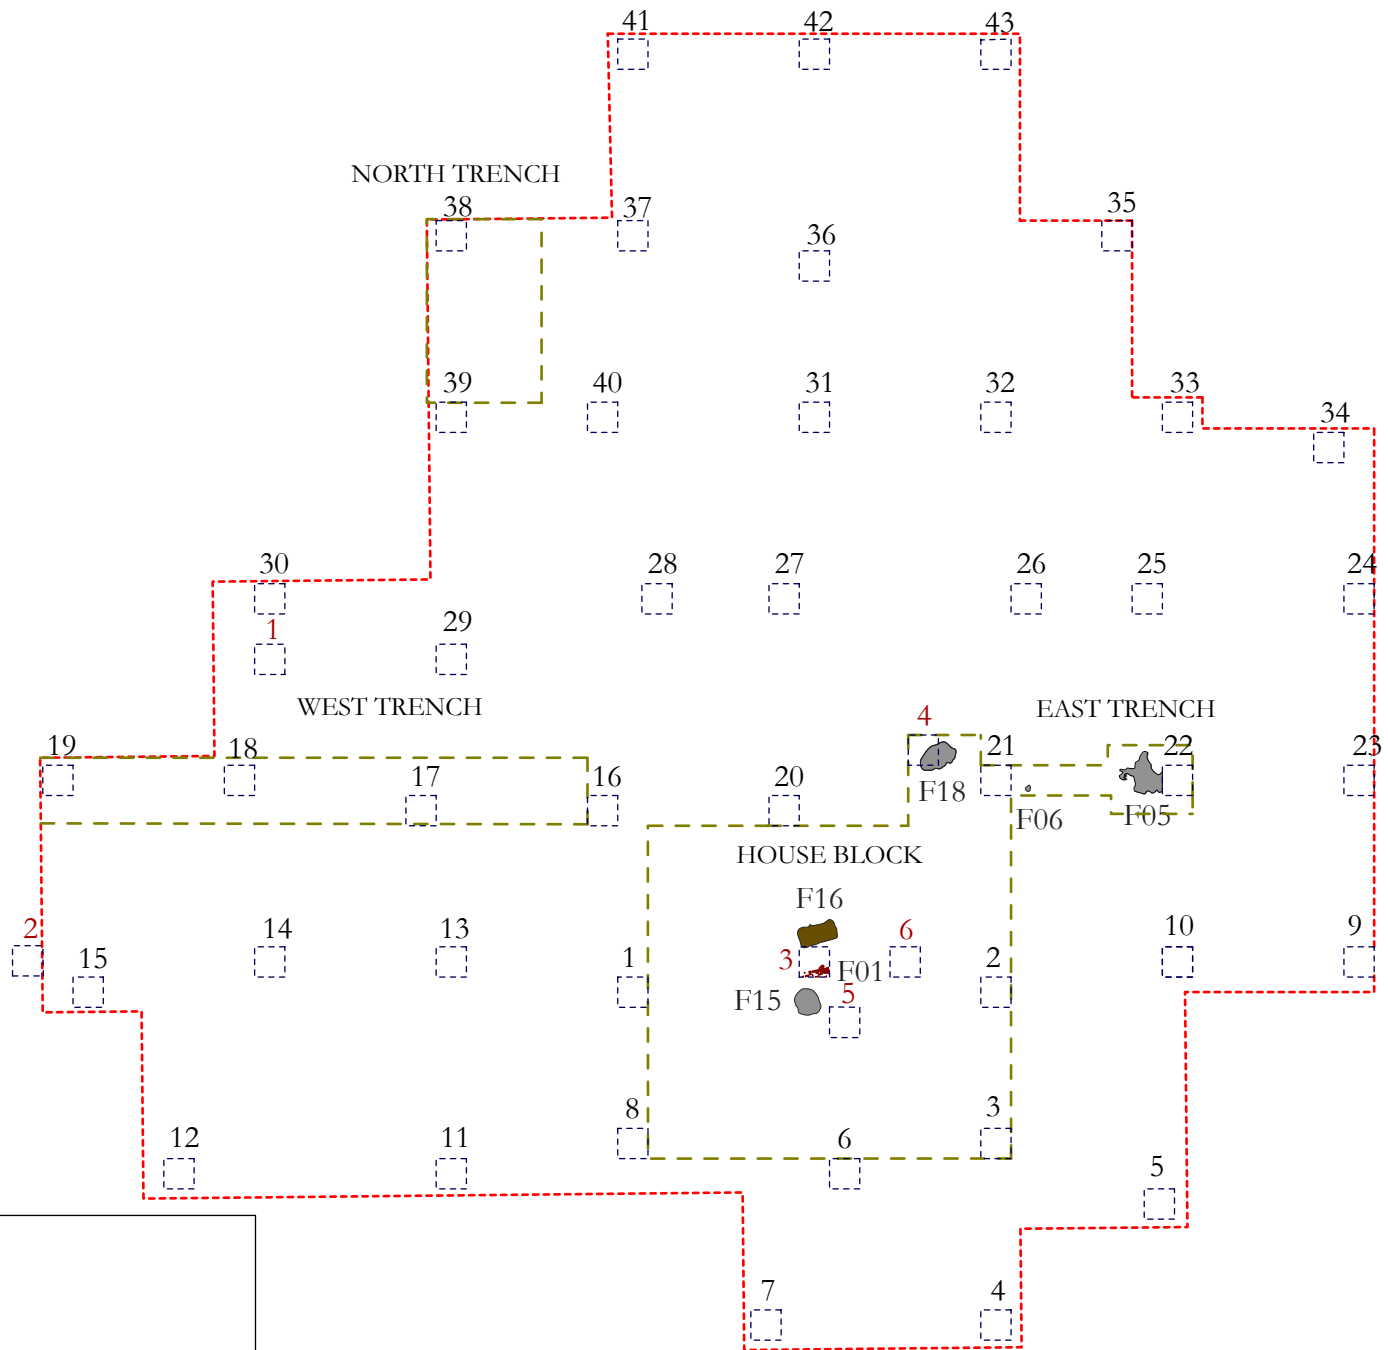 41 42 43
NORTH TRENCH
38 37 35
36
39 40 31 32 33
34
30 28 27 26 25 24
1 29
WEST TRENCH EAST TRENCH
4
19 18 17 16 20 21 22 23
F18 F06 F05
HOUSE BLOCK
F16
2 14 13 6 10 9
15 1 3 F01 2
F15 5
8 3
12 11 6
5
7 4